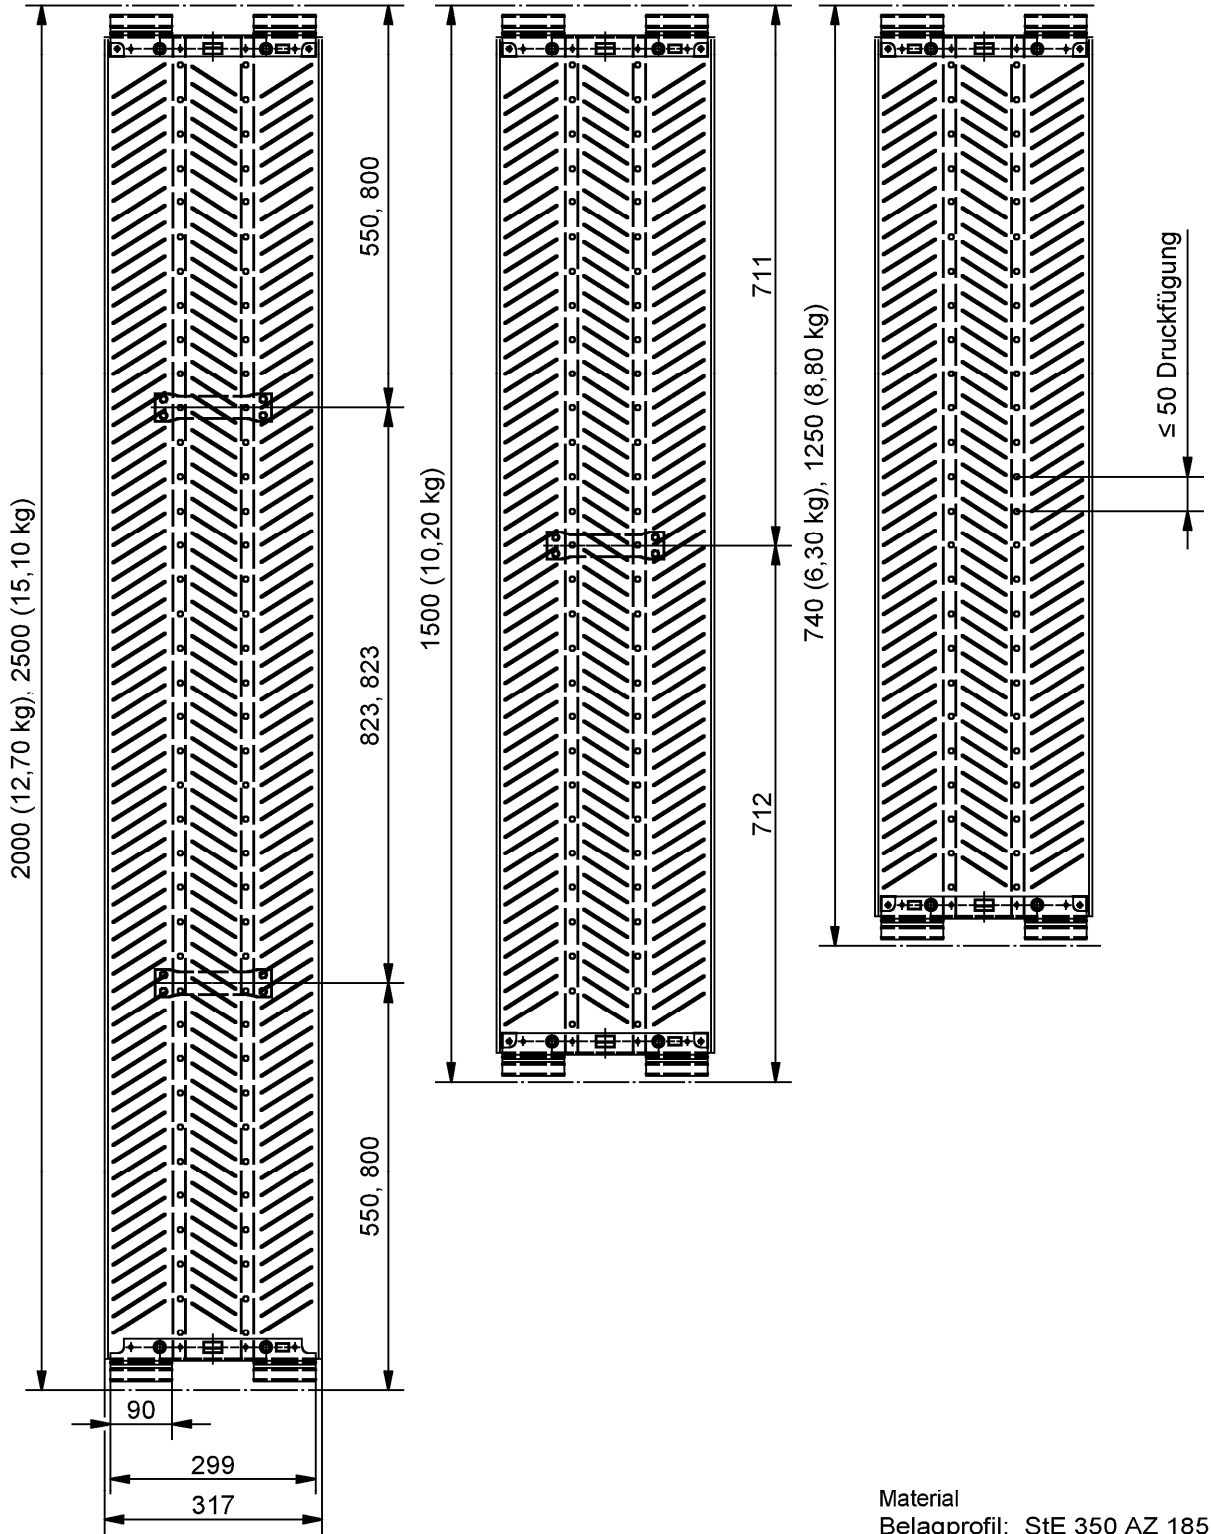 2000 (12,70 kg), 2500 (15,10 kg)
550, 800
823, 823
550, 800
90
299
317
1500 (10,20 kg)
711
712
740 (6,30 kg), 1250 (8,80 kg)
≤ 50 Druckfügung
Material
Belagprofil: StE 350 AZ 185